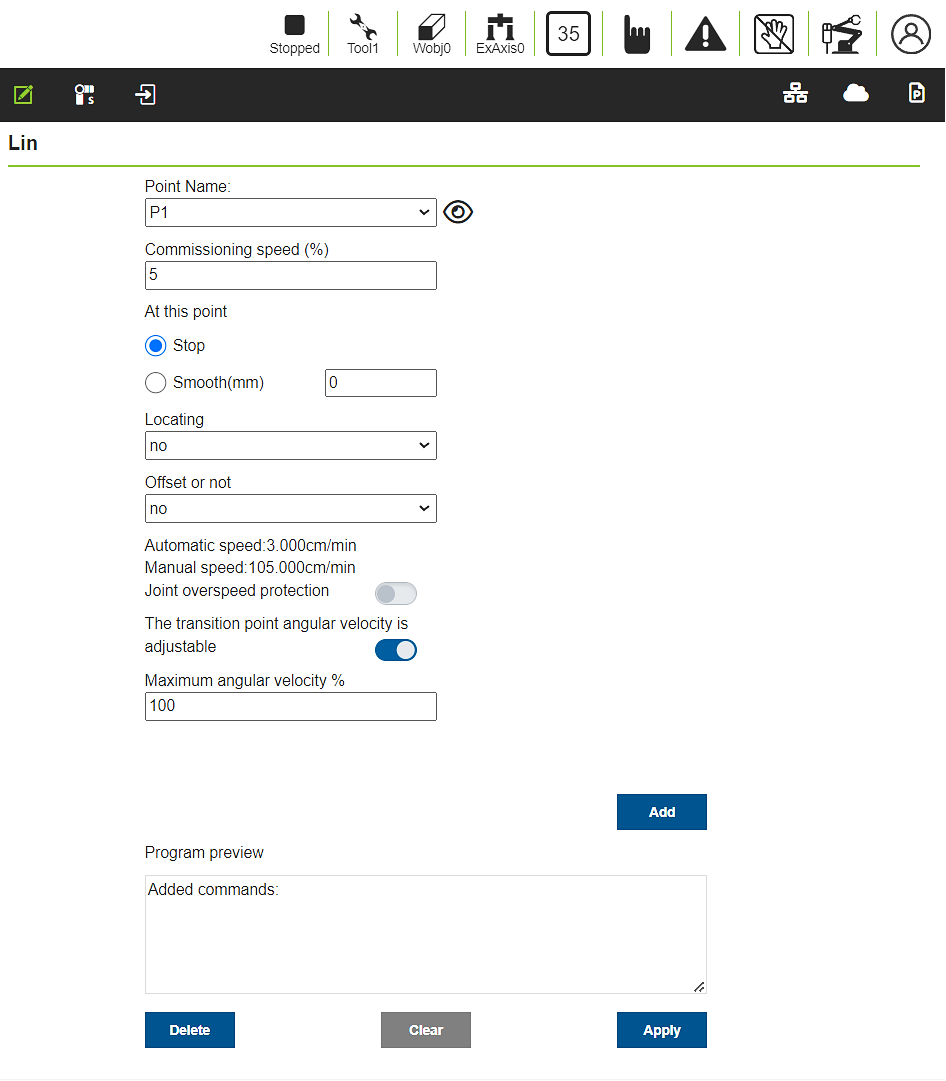 Stopped Tool1 Wobj0 ExAxis0 35
S
P
Lin
Point Name:
P1
Commissioning speed (%)
5
At this point
Stop
Smooth(mm) 0
Locating
no
Offset or not
no
Automatic speed:3.000cm/min
Manual speed:105.000cm/min
Joint overspeed protection
The transition point angular velocity is
adjustable
Maximum angular velocity %
100
Add
Program preview
Added commands:
Delete Clear Apply